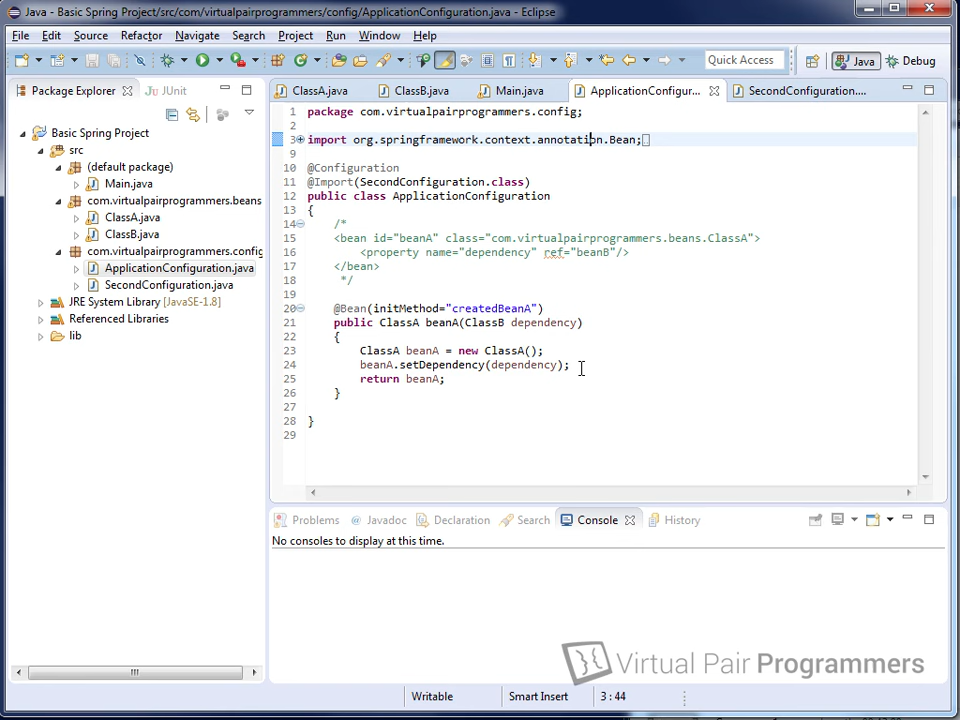 Java - Basic Spring Project/src/com/virtualpairprogrammers/config/ApplicationConfiguration.java - Eclipse
File Edit Source Refactor Navigate Search Project Run Window Help
Quick Access Java Debug
Package Explorer JUnit
Basic Spring Project
src
(default package)
Main.java
com.virtualpairprogrammers.beans
ClassA.java
ClassB.java
com.virtualpairprogrammers.config
ApplicationConfiguration.java
SecondConfiguration.java
JRE System Library [JavaSE-1.8]
Referenced Libraries
lib
ClassA.java ClassB.java Main.java ApplicationConfigur... SecondConfiguration....
1 package com.virtualpairprogrammers.config;
2
3 import org.springframework.context.annotation.Bean;
9
10 @Configuration
11 @Import(SecondConfiguration.class)
12 public class ApplicationConfiguration
13 {
14 /*
15 <bean id="beanA" class="com.virtualpairprogrammers.beans.ClassA">
16 <property name="dependency" ref="beanB"/>
17 </bean>
18 */
19
20 @Bean(initMethod="createdBeanA")
21 public ClassA beanA(ClassB dependency)
22 {
23 ClassA beanA = new ClassA();
24 beanA.setDependency(dependency);
25 return beanA;
26 }
27
28 }
29
Problems @ Javadoc Declaration Search Console History
No consoles to display at this time.
Virtual Pair Programmers
Writable Smart Insert 3 : 44